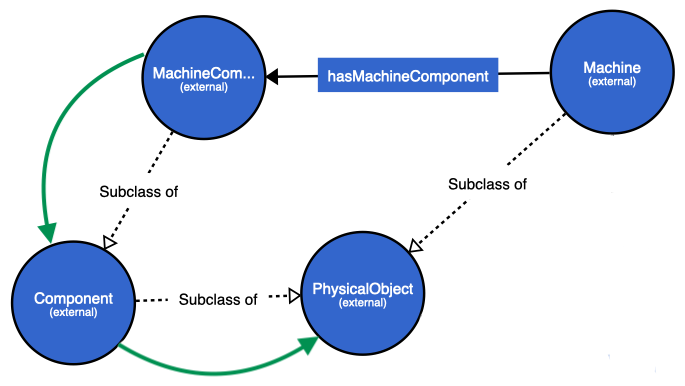 MachineCom...
(external)
hasMachineComponent
Machine
(external)
Subclass of
Subclass of
Component
(external)
Subclass of
PhysicalObject
(external)